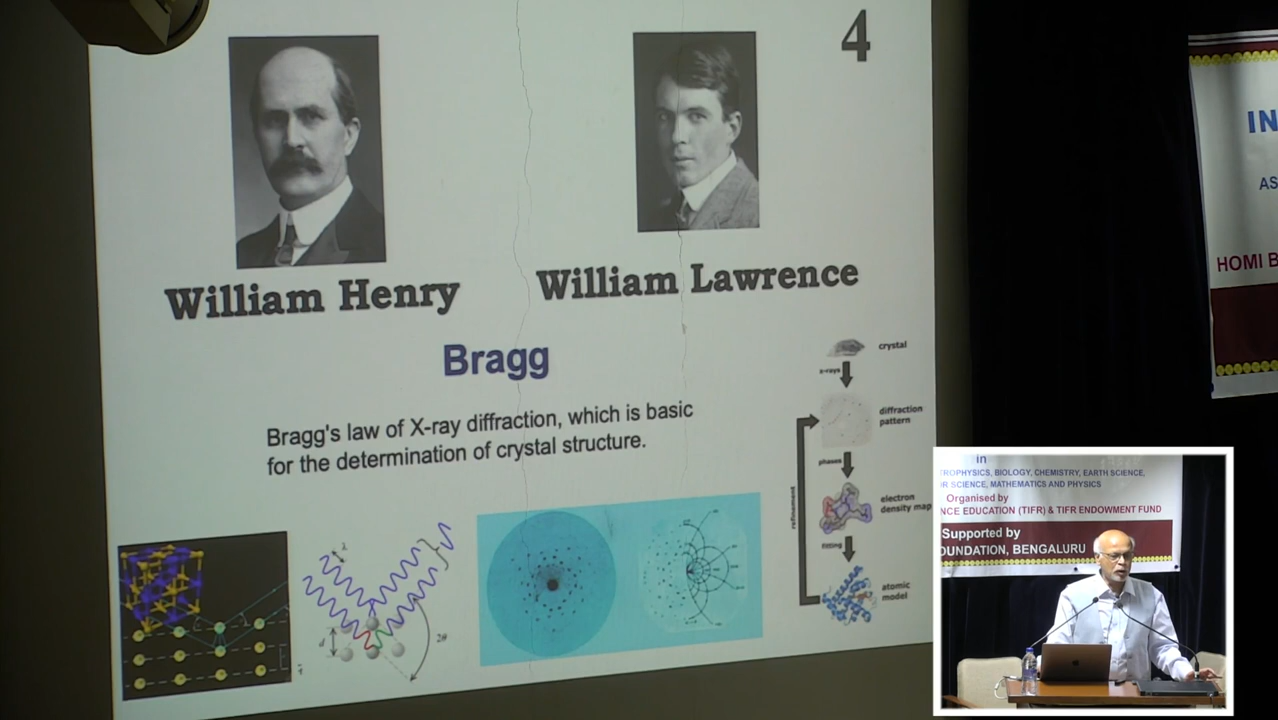 4
William Henry
William Lawrence
Bragg
Bragg's law of X-ray diffraction, which is basic
for the determination of crystal structure.
crystal
x-rays
diffraction
pattern
phases
electron
density map
refinement
fitting
atomic
model
λ
d
2θ
IN
AS
HOMI B
in
TROPHYSICS, BIOLOGY, CHEMISTRY, EARTH SCIENCE,
R SCIENCE, MATHEMATICS AND PHYSICS
Organised by
NCE EDUCATION (TIFR) & TIFR ENDOWMENT FUND
Supported by
OUNDATION, BENGALURU